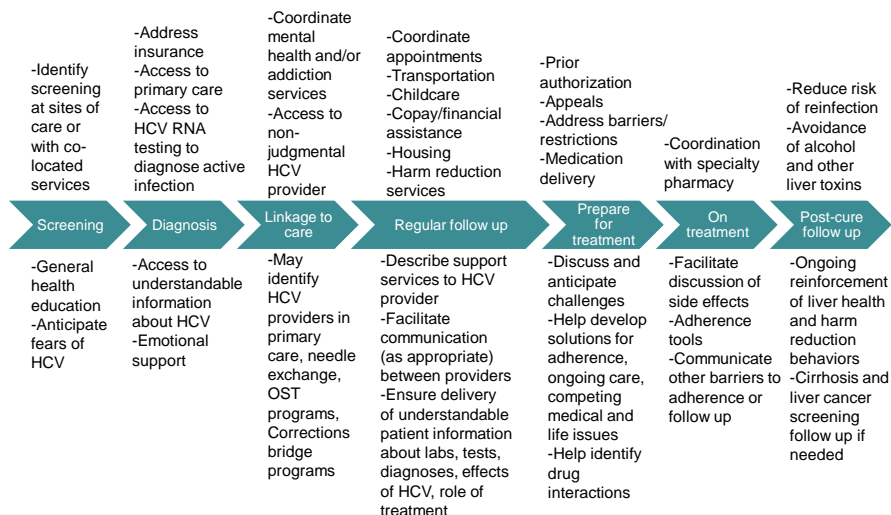 -Identify
screening
at sites of
care or
with co-
located
services
-Address
insurance
-Access to
primary care
-Access to
HCV RNA
testing to
diagnose active
infection
-Coordinate
mental
health and/or
addiction
services
-Access to
non-
judgmental
HCV
provider
-Coordinate
appointments
-Transportation
-Childcare
-Copay/financial
assistance
-Housing
-Harm reduction
services
-Prior
authorization
-Appeals
-Address barriers/
restrictions
-Medication
delivery
-Coordination
with specialty
pharmacy
-Reduce risk
of reinfection
-Avoidance
of alcohol
and other
liver toxins
Screening
Diagnosis
Linkage to
care
Regular follow up
Prepare
for
treatment
On
treatment
Post-cure
follow up
-General
health
education
-Anticipate
fears of
HCV
-Access to
understandable
information
about HCV
-Emotional
support
-May
identify
HCV
providers in
primary
care, needle
exchange,
OST
programs,
Corrections
bridge
programs
-Describe support
services to HCV
provider
-Facilitate
communication
(as appropriate)
between providers
-Ensure delivery
of understandable
patient information
about labs, tests,
diagnoses, effects
of HCV, role of
treatment
-Discuss and
anticipate
challenges
-Help develop
solutions for
adherence,
ongoing care,
competing
medical and
life issues
-Help identify
drug
interactions
-Facilitate
discussion of
side effects
-Adherence
tools
-Communicate
other barriers to
adherence or
follow up
-Ongoing
reinforcement
of liver health
and harm
reduction
behaviors
-Cirrhosis and
liver cancer
screening
follow up if
needed